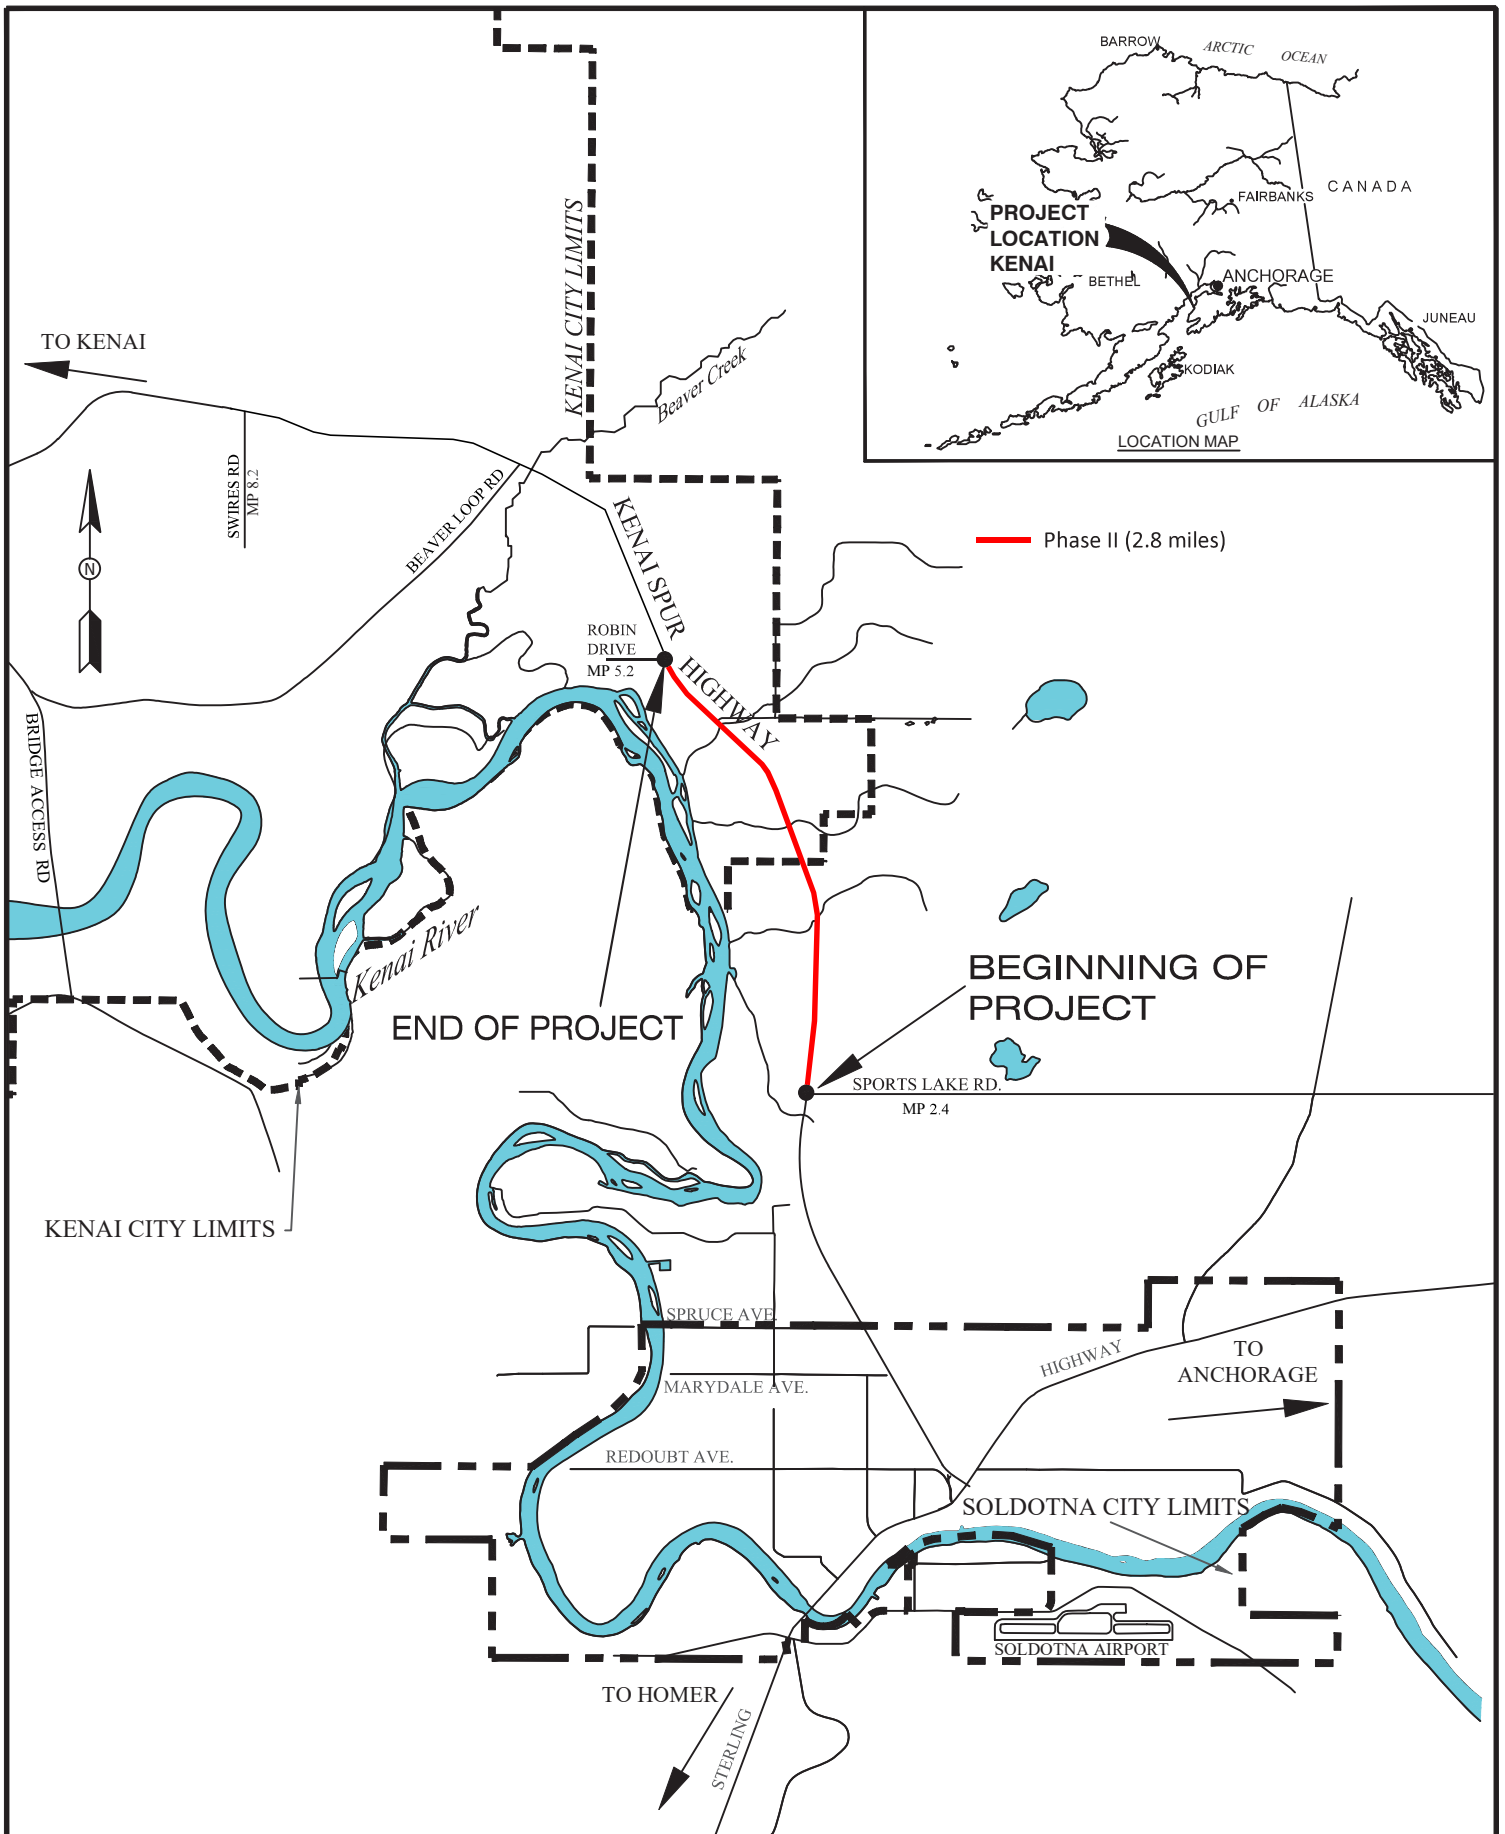 BARROW
ARCTIC OCEAN
FAIRBANKS
CANADA
PROJECT
LOCATION
KENAI
BETHEL
ANCHORAGE
JUNEAU
KODIAK
GULF OF ALASKA
LOCATION MAP
KENAI CITY LIMITS
TO KENAI
Beaver Creek
SWIRES RD
MP 8.2
BEAVER LOOP RD
KENAI SPUR HIGHWAY
Phase II (2.8 miles)
N
ROBIN
DRIVE
MP 5.2
BRIDGE ACCESS RD
Kenai River
END OF PROJECT
BEGINNING OF
PROJECT
SPORTS LAKE RD.
MP 2.4
KENAI CITY LIMITS
SPRUCE AVE.
HIGHWAY
TO
ANCHORAGE
MARYDALE AVE.
REDOUBT AVE.
SOLDOTNA CITY LIMITS
SOLDOTNA AIRPORT
TO HOMER
STERLING